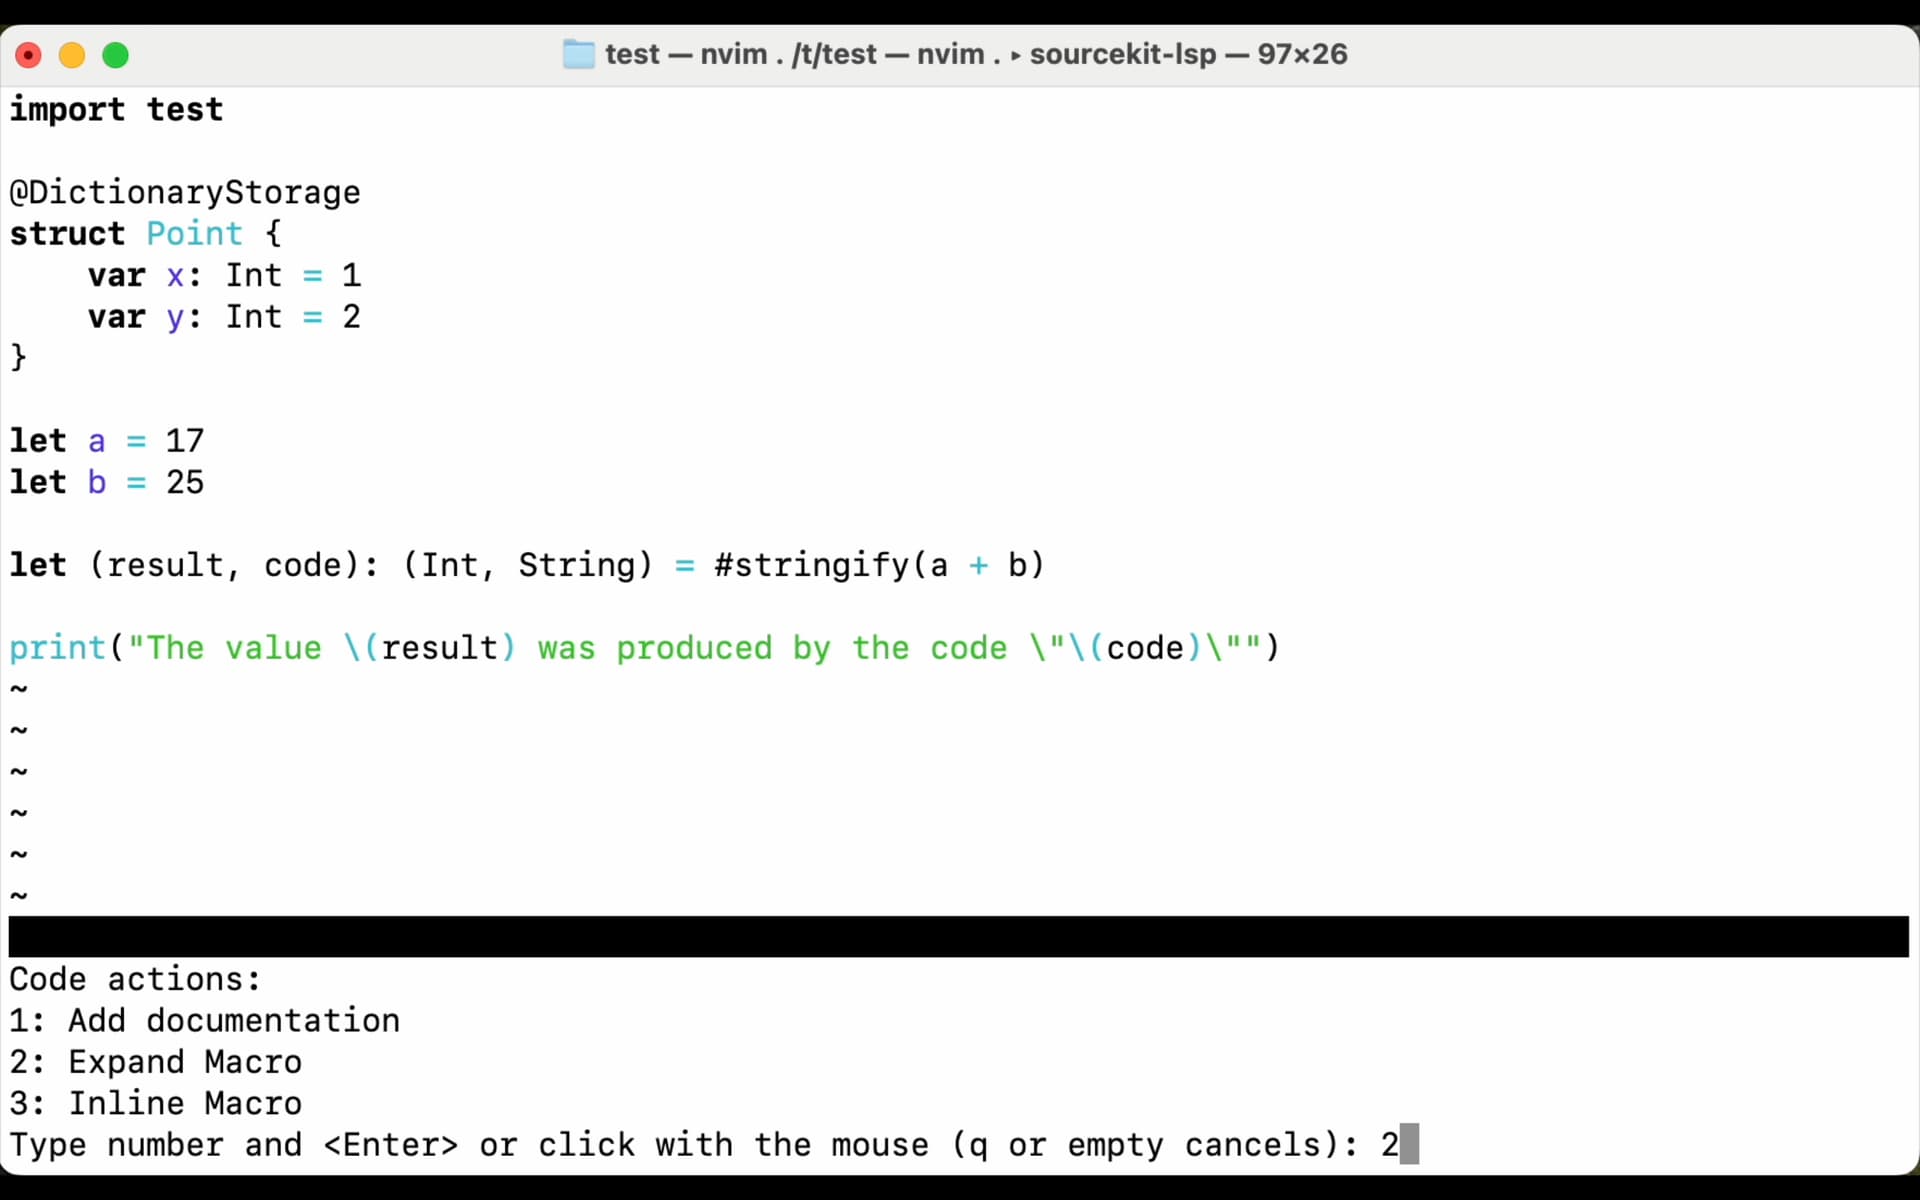 test — nvim . /t/test — nvim . ▸ sourcekit-lsp — 97×26
import test
@DictionaryStorage
struct Point {
    var x: Int = 1
    var y: Int = 2
}
let a = 17
let b = 25
let (result, code): (Int, String) = #stringify(a + b)
print("The value \(result) was produced by the code \"\(code)\"")
~
~
~
~
~
~
Code actions:
1: Add documentation
2: Expand Macro
3: Inline Macro
Type number and <Enter> or click with the mouse (q or empty cancels): 2